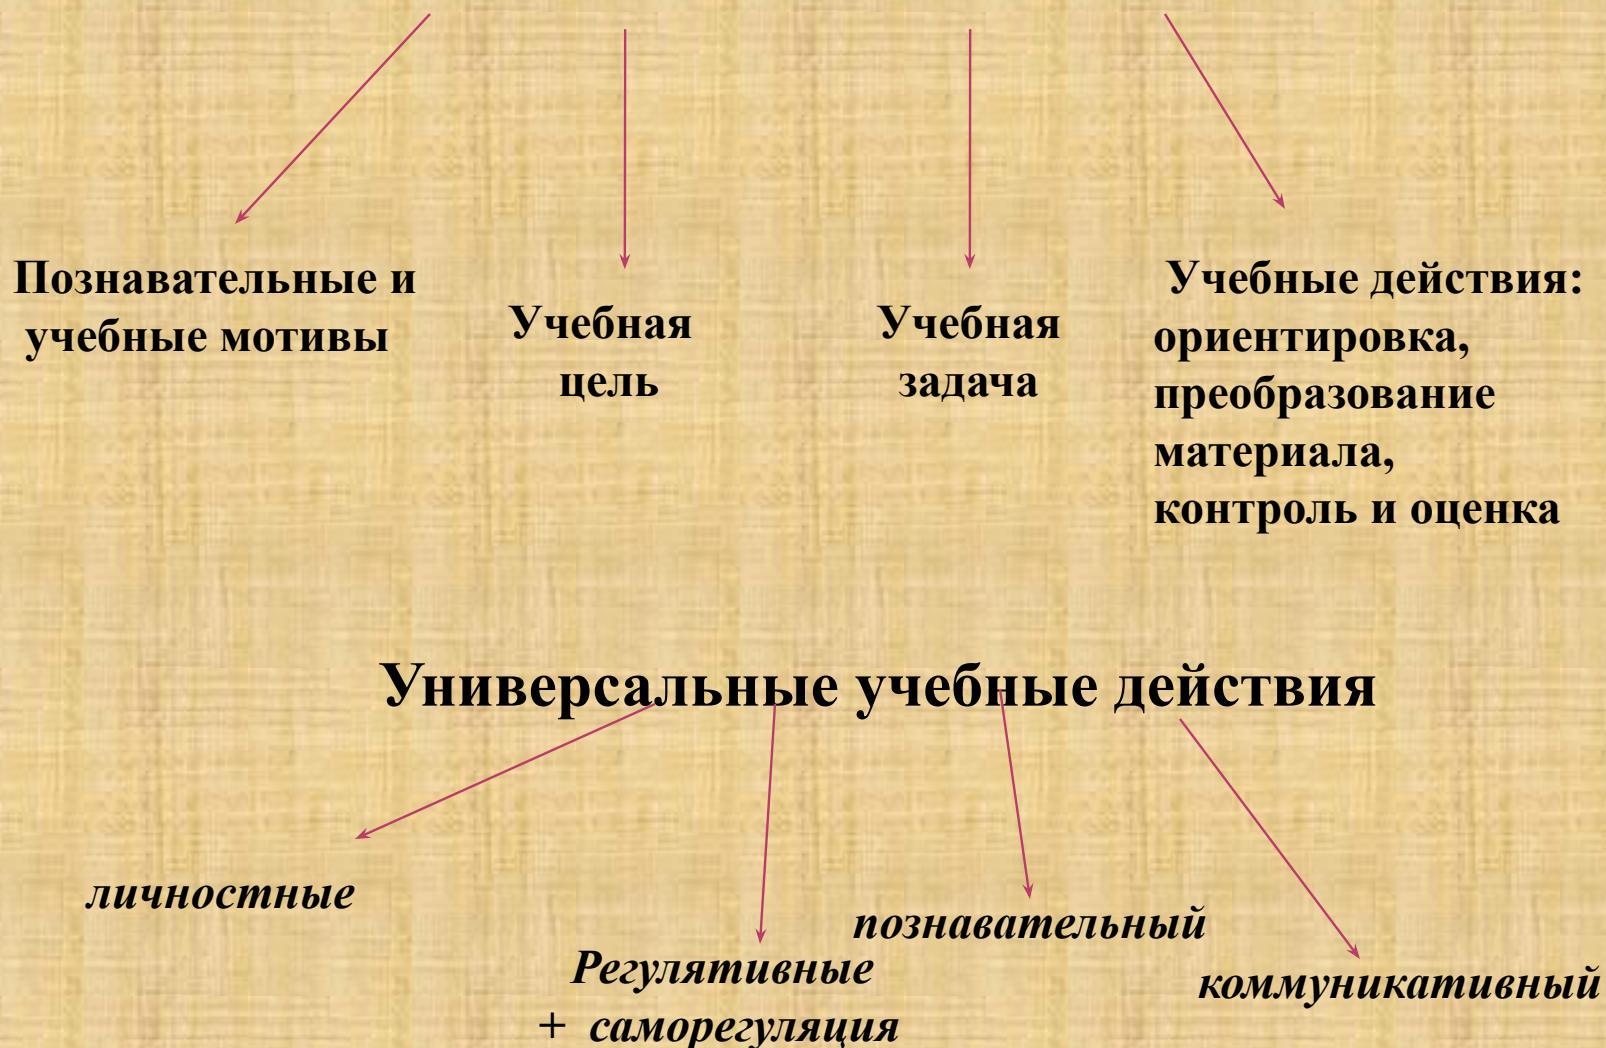 Познавательные и
учебные мотивы
Учебная
цель
Учебная
задача
Учебные действия:
ориентировка,
преобразование
материала,
контроль и оценка
Универсальные учебные действия
личностные
Регулятивные
+ саморегуляция
познавательный
коммуникативный